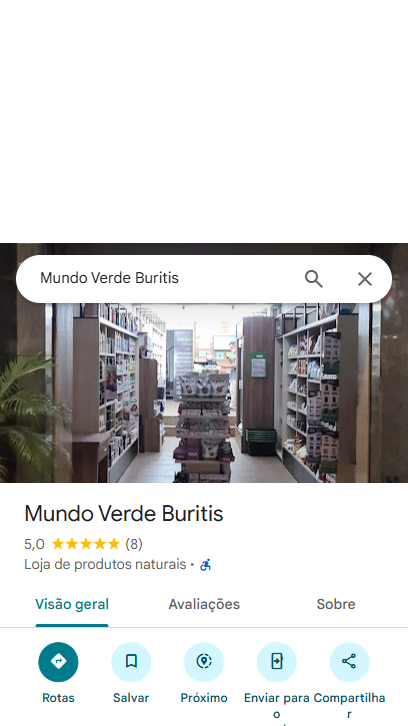 Mundo Verde Buritis
Mundo Verde Buritis
5,0 (8)
Loja de produtos naturais ·
Visão geral Avaliações Sobre
Rotas Salvar Próximo Enviar para o Compartilhar